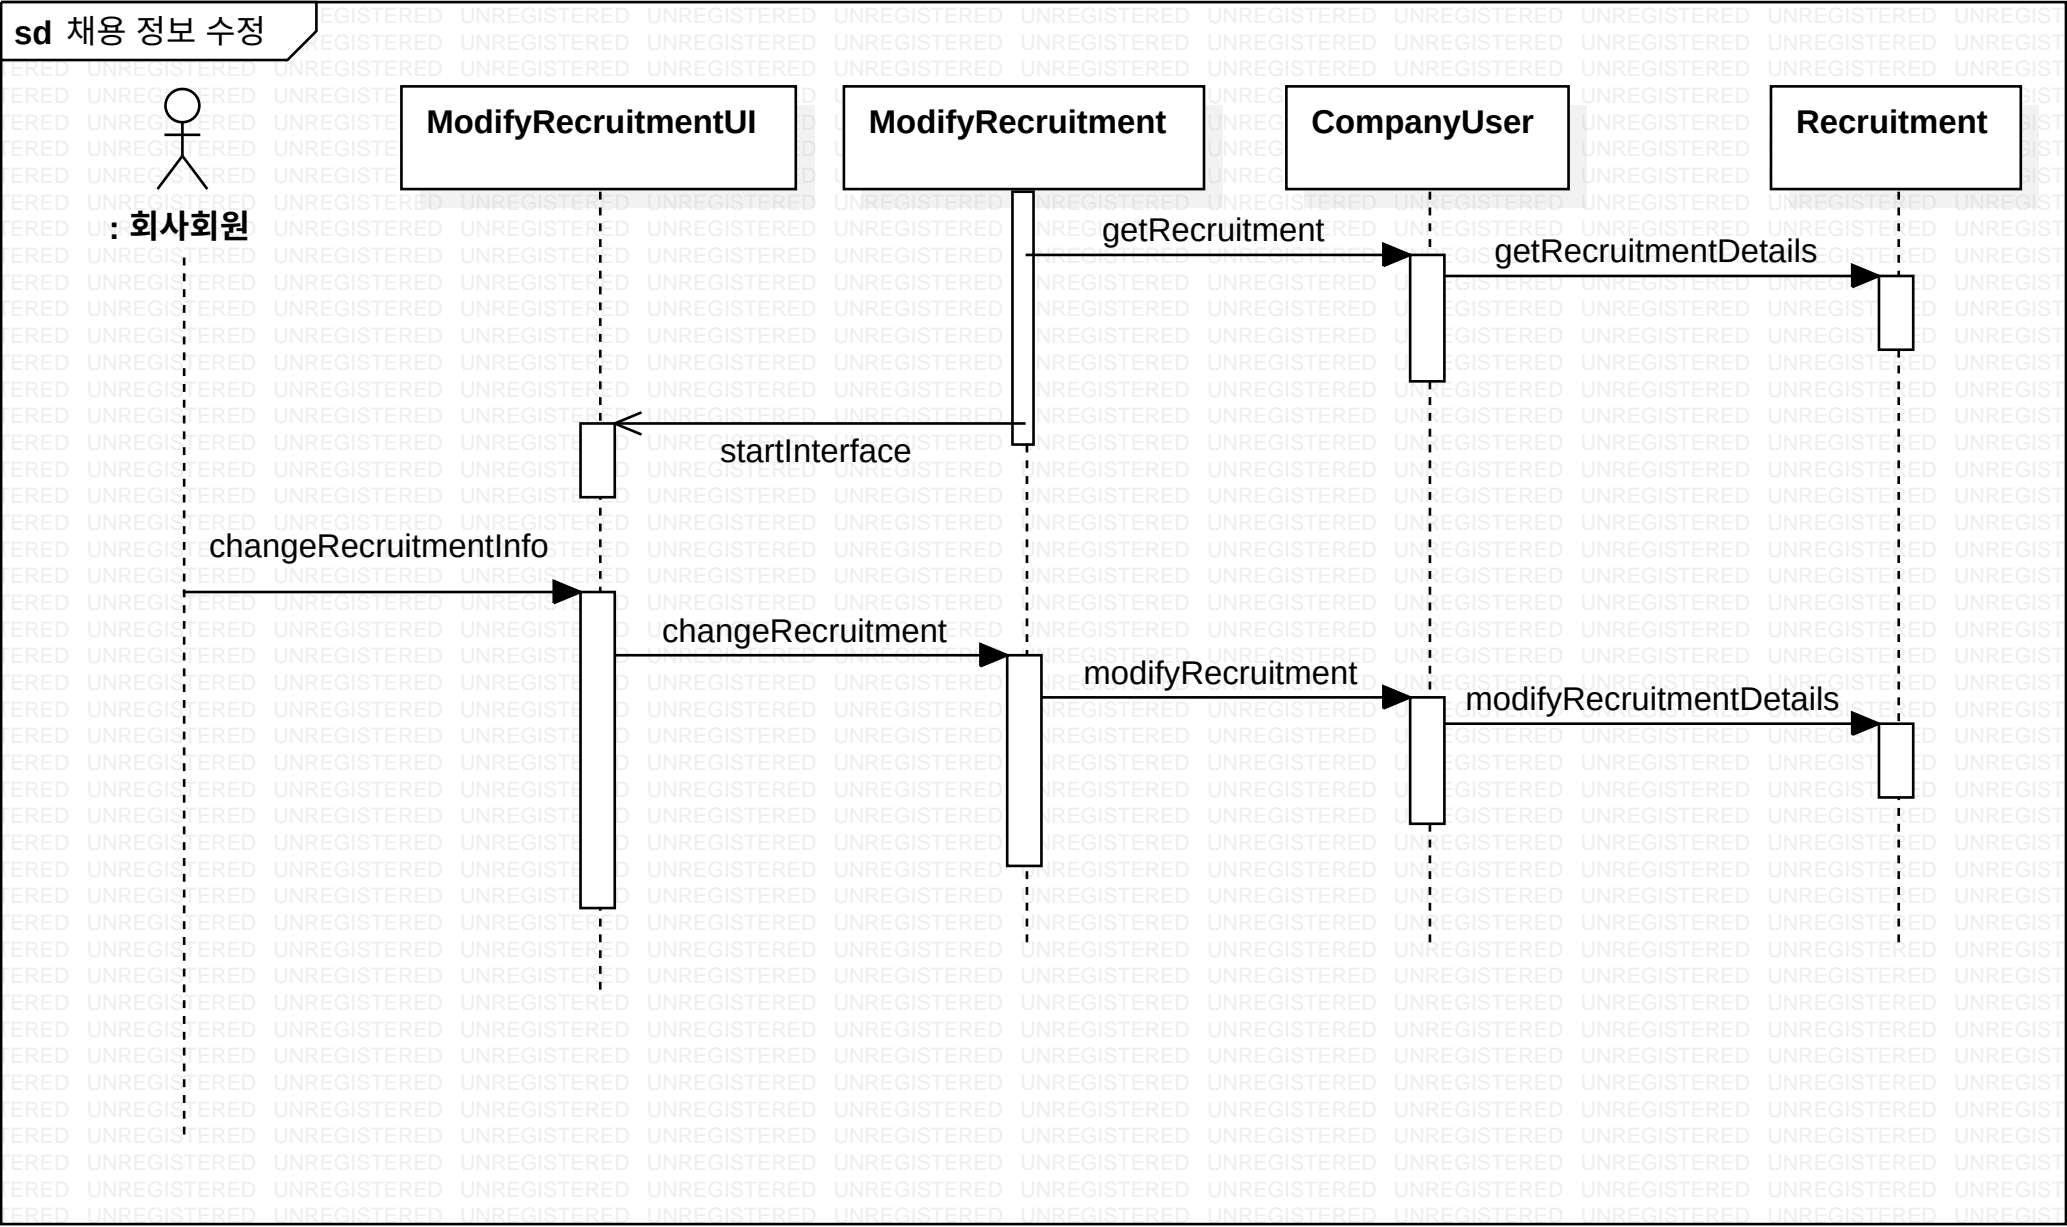 sd 채용 정보 수정
ModifyRecruitmentUI
ModifyRecruitment
CompanyUser
Recruitment
: 회사회원
getRecruitment
getRecruitmentDetails
startInterface
changeRecruitmentInfo
changeRecruitment
modifyRecruitment
modifyRecruitmentDetails
UNREGISTERED